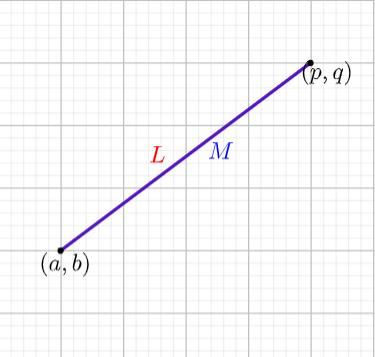 (p, q)
L
M
(a, b)